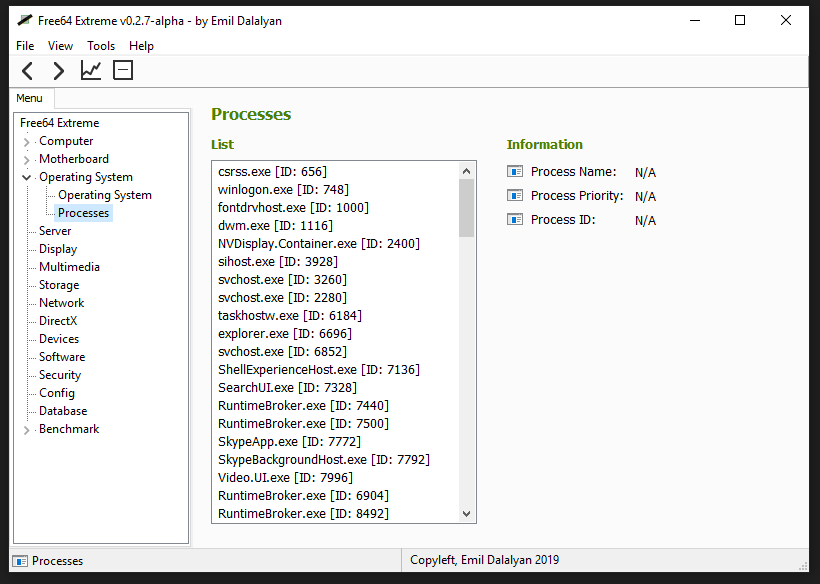 Free64 Extreme v0.2.7-alpha - by Emil Dalalyan
File View Tools Help
Menu
Free64 Extreme
Computer
Motherboard
Operating System
Operating System
Processes
Server
Display
Multimedia
Storage
Network
DirectX
Devices
Software
Security
Config
Database
Benchmark
Processes
List
csrss.exe [ID: 656]
winlogon.exe [ID: 748]
fontdrvhost.exe [ID: 1000]
dwm.exe [ID: 1116]
NVDisplay.Container.exe [ID: 2400]
sihost.exe [ID: 3928]
svchost.exe [ID: 3260]
svchost.exe [ID: 2280]
taskhostw.exe [ID: 6184]
explorer.exe [ID: 6696]
svchost.exe [ID: 6852]
ShellExperienceHost.exe [ID: 7136]
SearchUI.exe [ID: 7328]
RuntimeBroker.exe [ID: 7440]
RuntimeBroker.exe [ID: 7500]
SkypeApp.exe [ID: 7772]
SkypeBackgroundHost.exe [ID: 7792]
Video.UI.exe [ID: 7996]
RuntimeBroker.exe [ID: 6904]
RuntimeBroker.exe [ID: 8492]
Information
Process Name: N/A
Process Priority: N/A
Process ID: N/A
Processes
Copyleft, Emil Dalalyan 2019